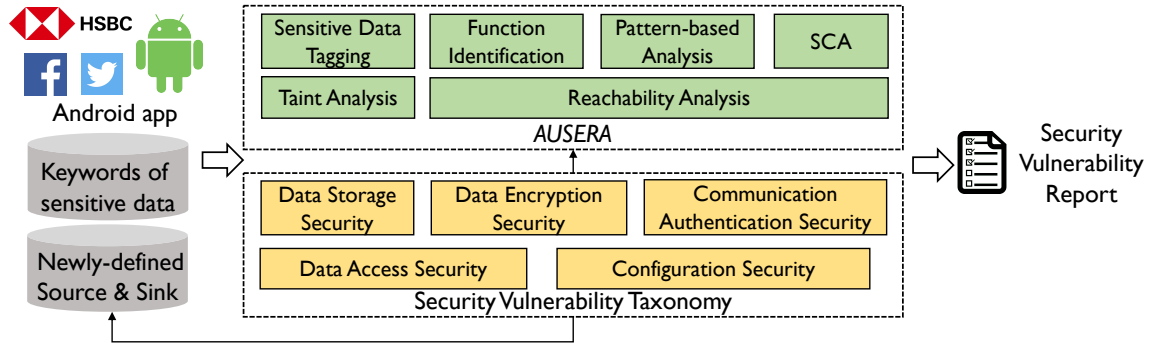 HSBC
f
Android app
Keywords of
sensitive data
Newly-defined
Source & Sink
Sensitive Data
Tagging
Function
Identification
Pattern-based
Analysis
SCA
Taint Analysis
Reachability Analysis
AUSERA
Data Storage
Security
Data Encryption
Security
Communication
Authentication Security
Data Access Security
Configuration Security
Security Vulnerability Taxonomy
Security
Vulnerability
Report